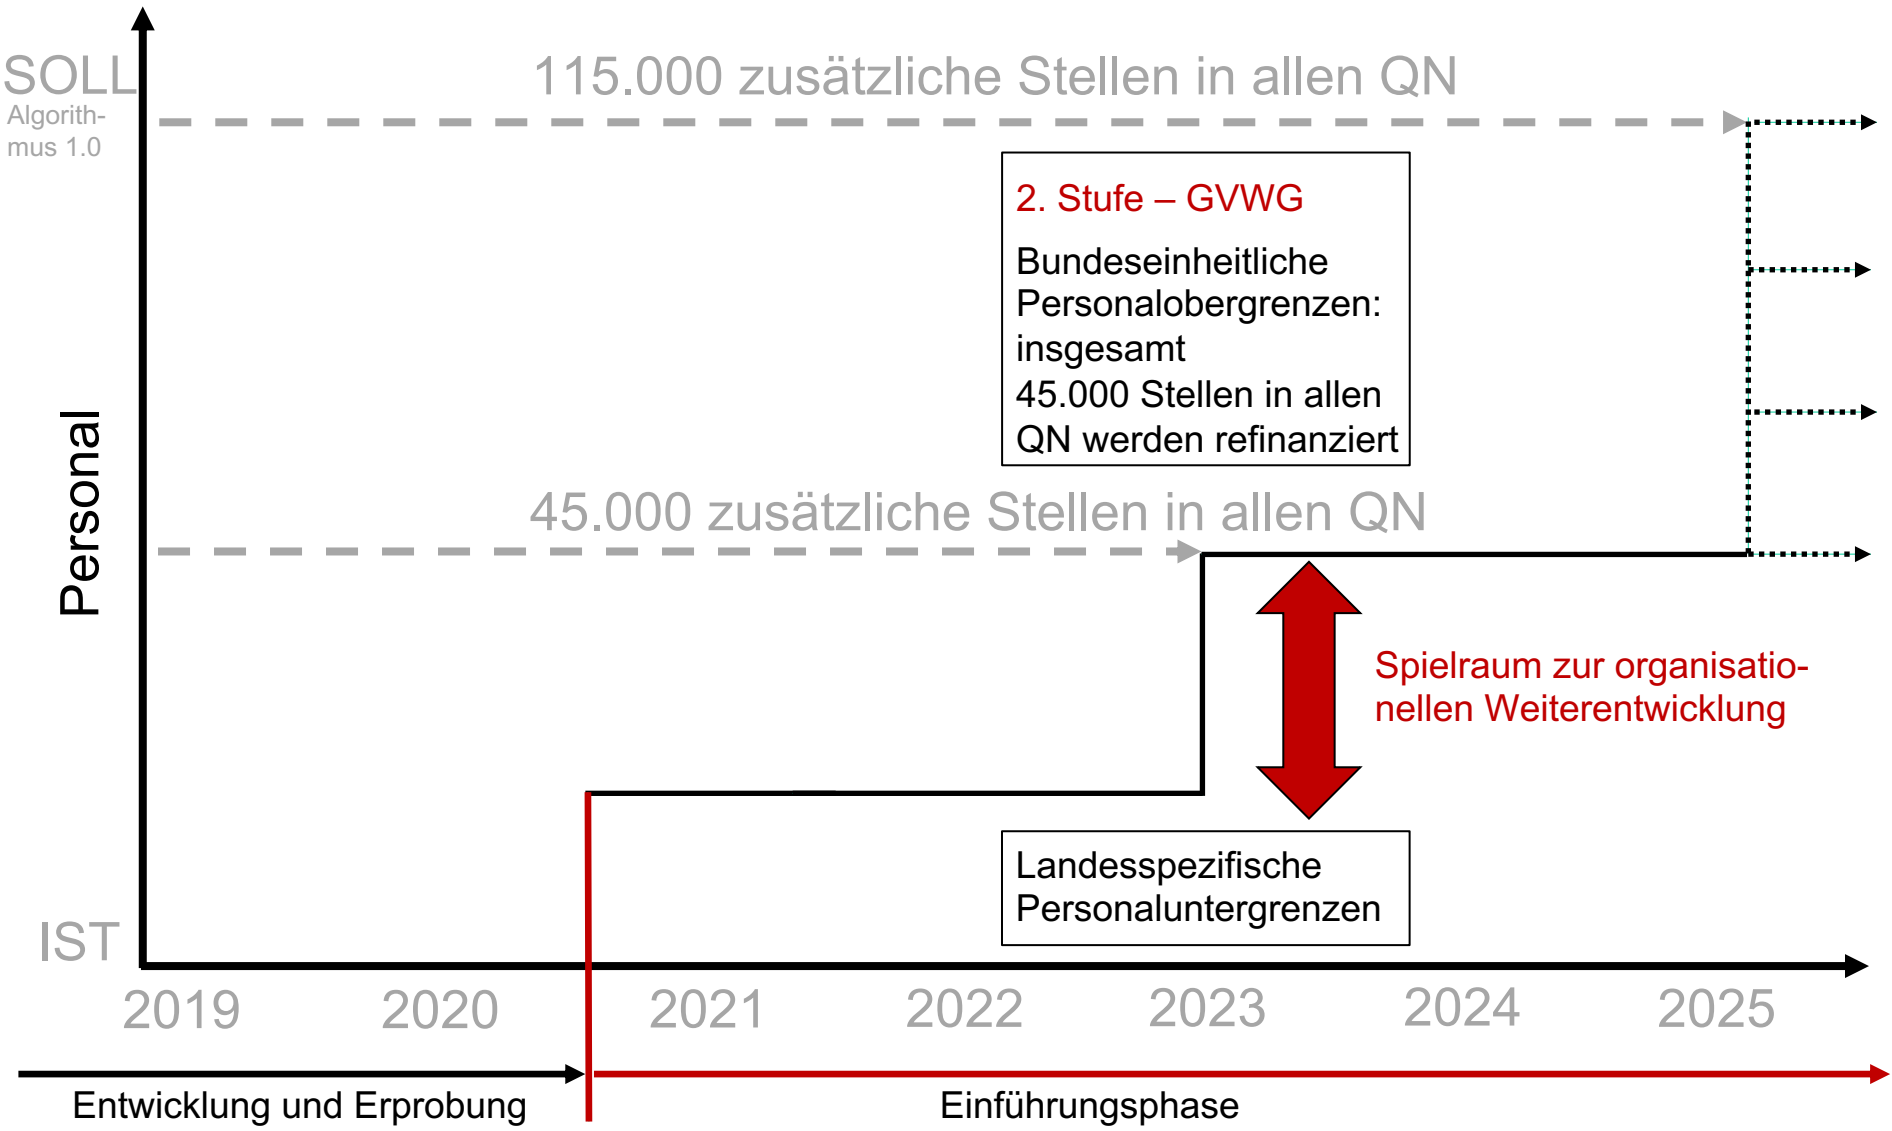 SOLL
Algorith-
mus 1.0
115.000 zusätzliche Stellen in allen QN
2. Stufe – GVWG
Bundeseinheitliche
Personalobergrenzen:
insgesamt
45.000 Stellen in allen
QN werden refinanziert
Personal
45.000 zusätzliche Stellen in allen QN
Spielraum zur organisatio-
nellen Weiterentwicklung
Landesspezifische
Personaluntergrenzen
IST
2019 2020 2021 2022 2023 2024 2025
Entwicklung und Erprobung
Einführungsphase